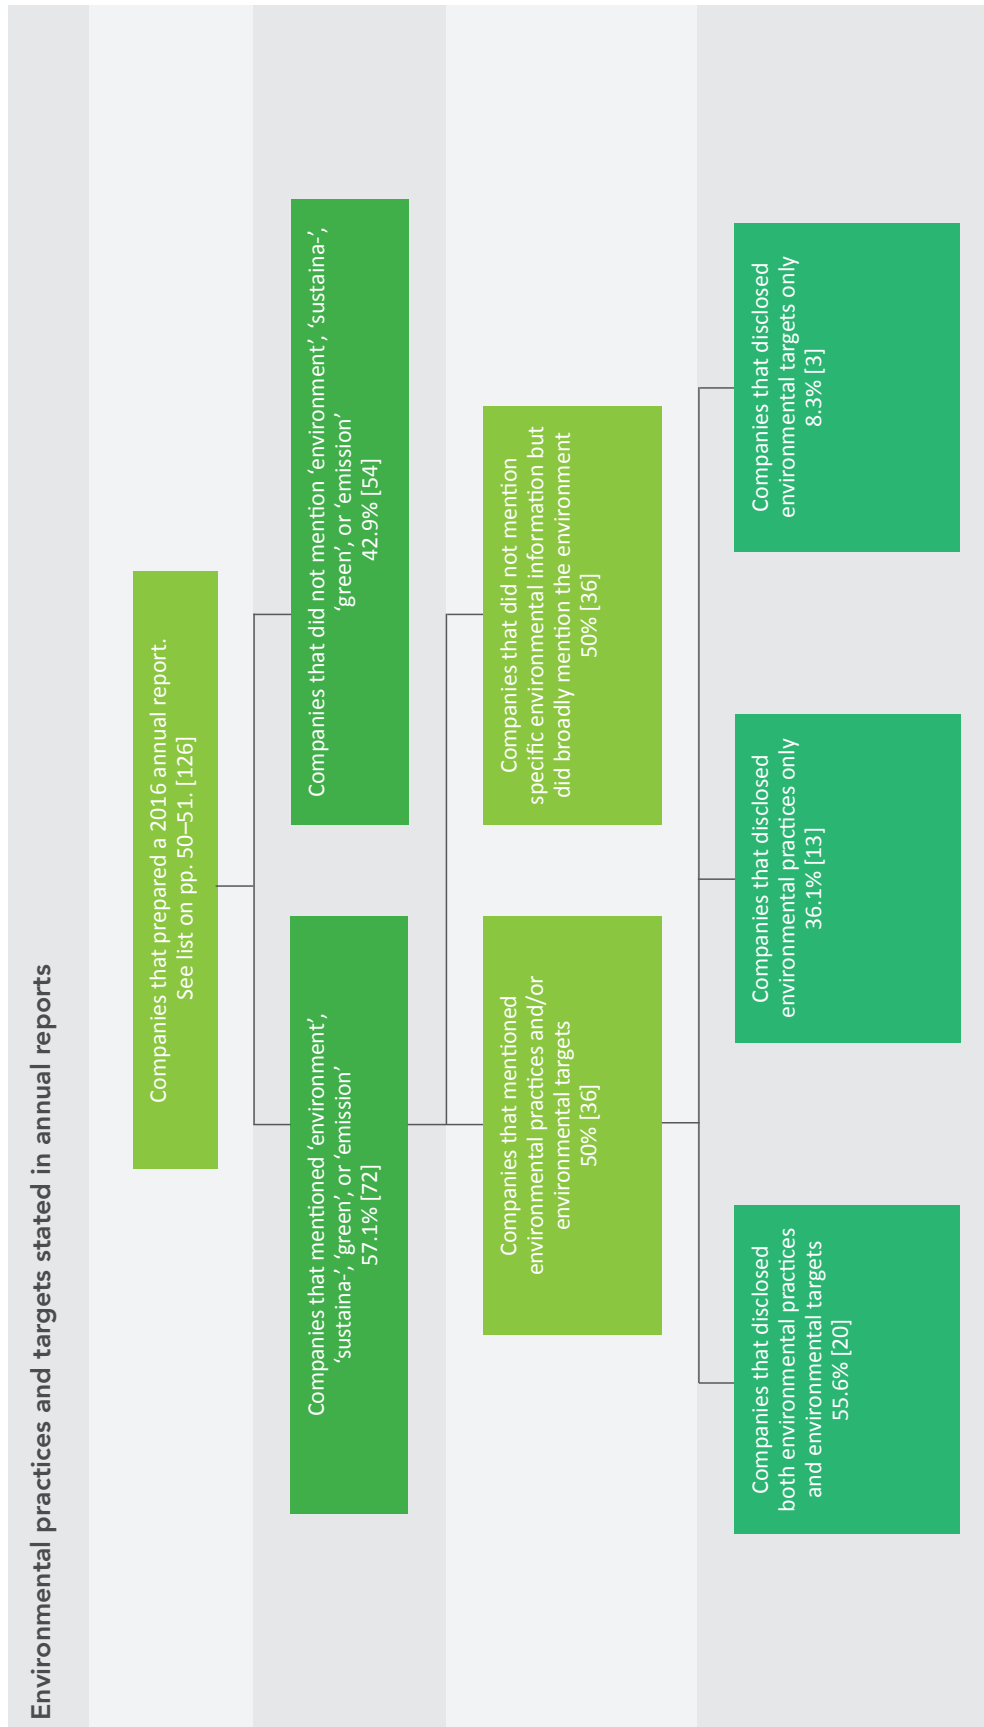 Environmental practices and targets stated in annual reports
Companies that prepared a 2016 annual report.
See list on pp. 50–51. [126]
Companies that mentioned ‘environment’,
‘sustaina-’, ‘green’, or ‘emission’
57.1% [72]
Companies that did not mention ‘environment’, ‘sustaina-’,
‘green’, or ‘emission’
42.9% [54]
Companies that mentioned
environmental practices and/or
environmental targets
50% [36]
Companies that did not mention
specific environmental information but
did broadly mention the environment
50% [36]
Companies that disclosed
both environmental practices
and environmental targets
55.6% [20]
Companies that disclosed
environmental practices only
36.1% [13]
Companies that disclosed
environmental targets only
8.3% [3]